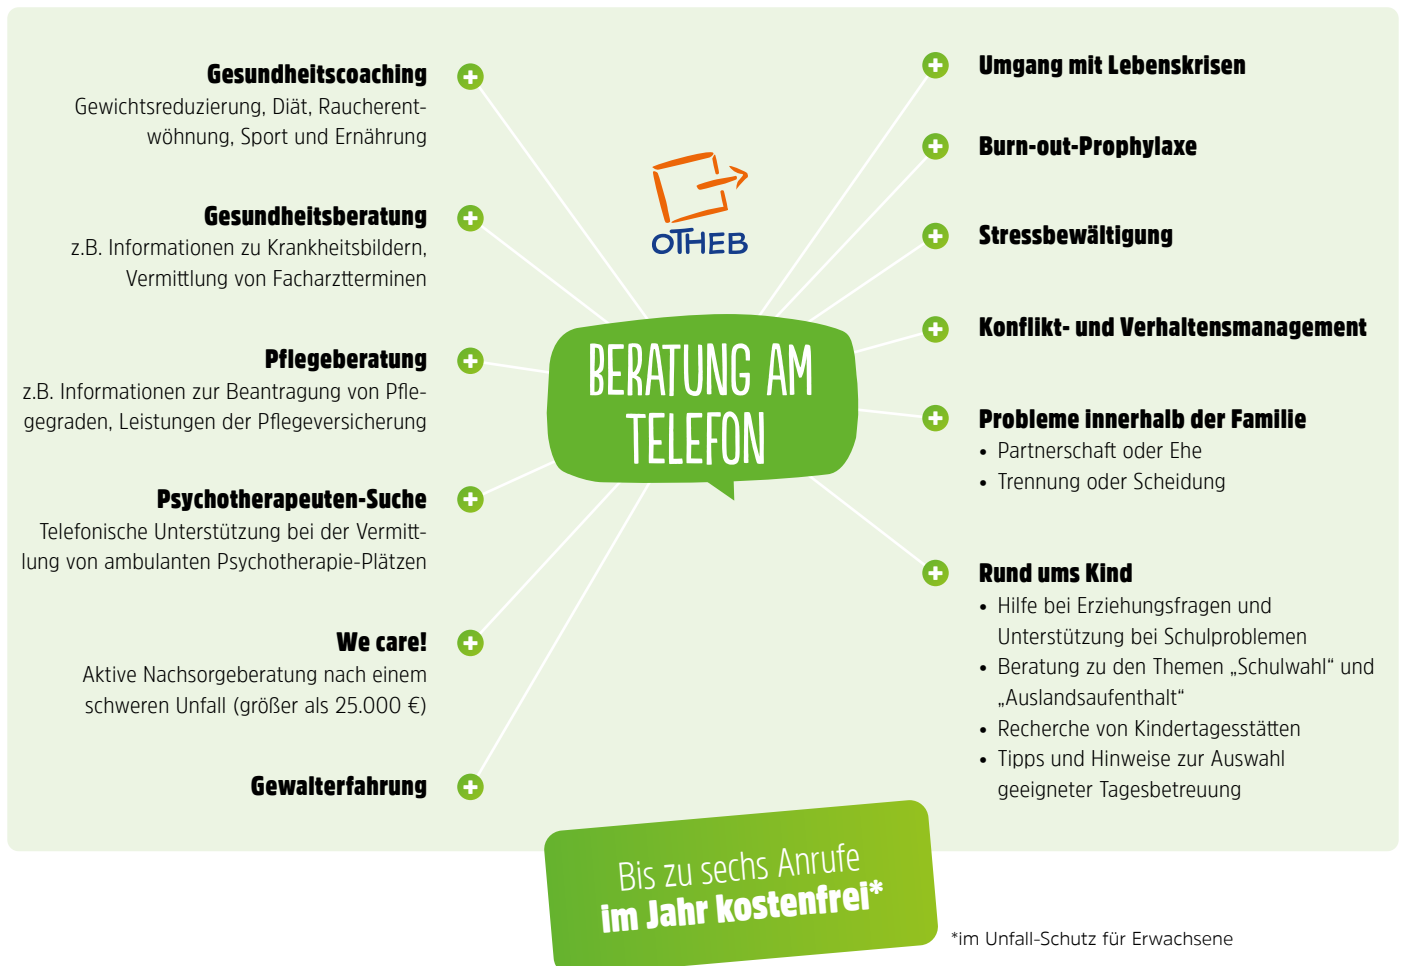 Gesundheitscoaching
Gewichtsreduzierung, Diät, Raucherent-
wöhnung, Sport und Ernährung
Gesundheitsberatung
z.B. Informationen zu Krankheitsbildern,
Vermittlung von Facharztterminen
Pflegeberatung
z.B. Informationen zur Beantragung von Pfle-
gegraden, Leistungen der Pflegeversicherung
Psychotherapeuten-Suche
Telefonische Unterstützung bei der Vermitt-
lung von ambulanten Psychotherapie-Plätzen
We care!
Aktive Nachsorgeberatung nach einem
schweren Unfall (größer als 25.000 €)
Gewalterfahrung
OTHEB
BERATUNG AM
TELEFON
Umgang mit Lebenskrisen
Burn-out-Prophylaxe
Stressbewältigung
Konflikt- und Verhaltensmanagement
Probleme innerhalb der Familie
• Partnerschaft oder Ehe
• Trennung oder Scheidung
Rund ums Kind
• Hilfe bei Erziehungsfragen und
Unterstützung bei Schulproblemen
• Beratung zu den Themen „Schulwahl“ und
„Auslandsaufenthalt“
• Recherche von Kindertagesstätten
• Tipps und Hinweise zur Auswahl
geeigneter Tagesbetreuung
Bis zu sechs Anrufe
im Jahr kostenfrei*
*im Unfall-Schutz für Erwachsene